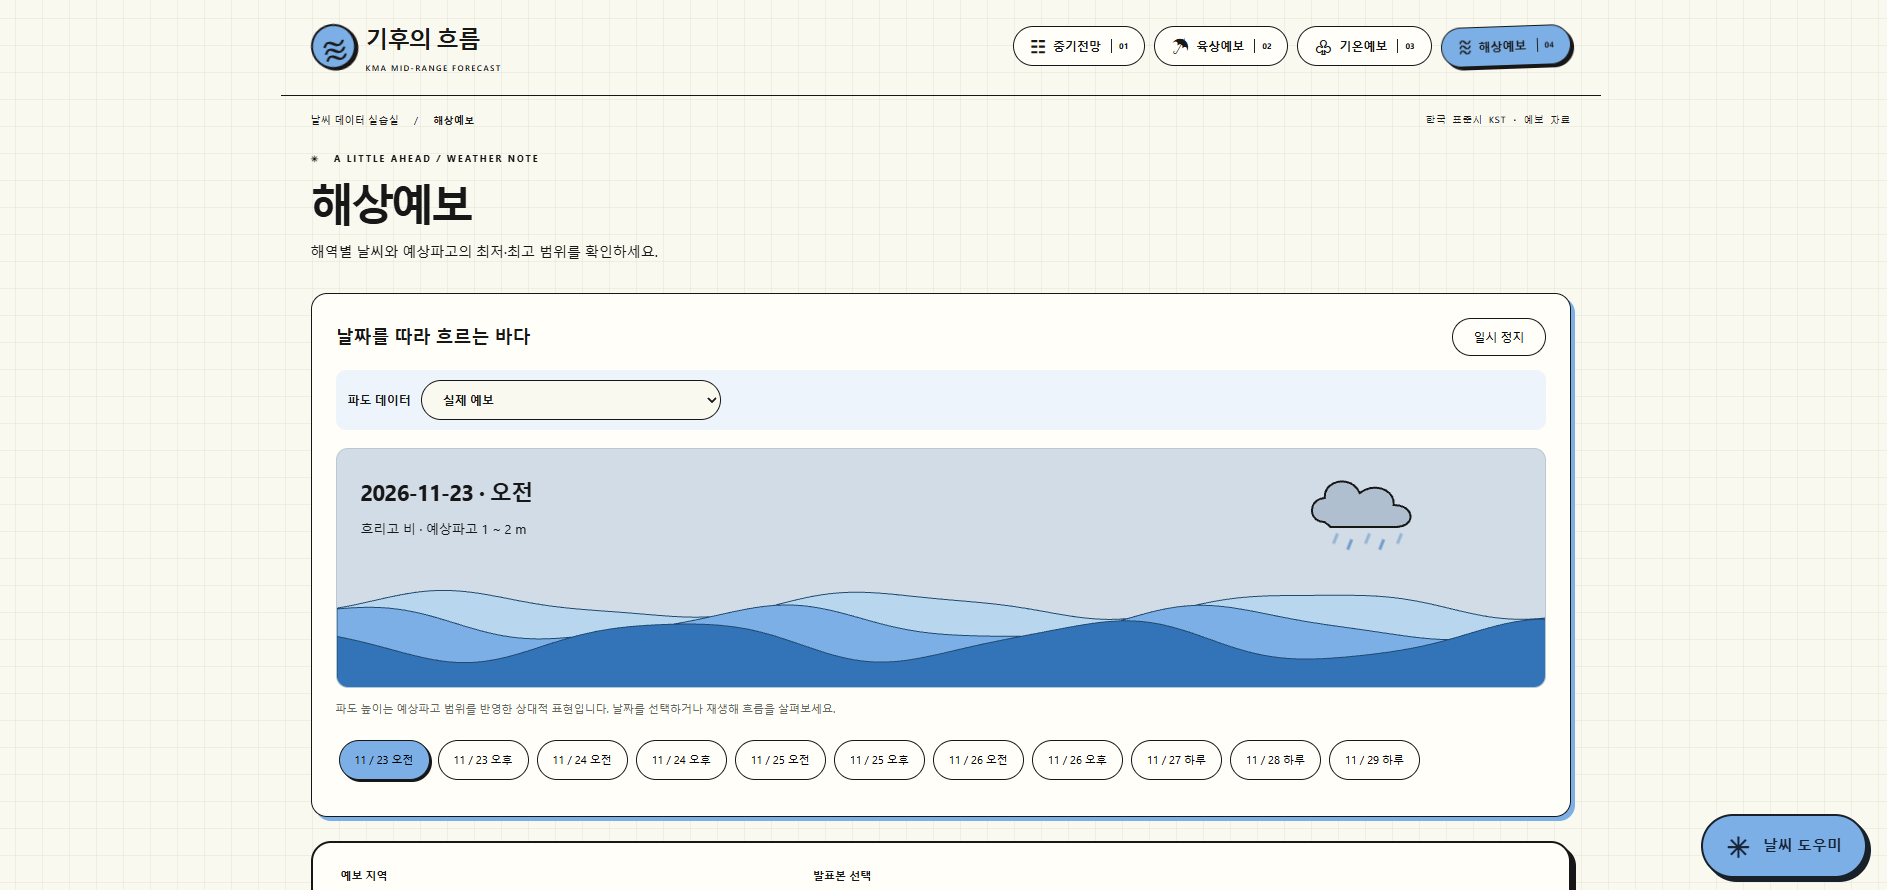 기후의 흐름
KMA MID-RANGE FORECAST
중기전망 01
육상예보 02
기온예보 03
해상예보 04
날씨 데이터 실습실 / 해상예보
한국 표준시 KST · 예보 자료
A LITTLE AHEAD / WEATHER NOTE
해상예보
해역별 날씨와 예상파고의 최저·최고 범위를 확인하세요.
날짜를 따라 흐르는 바다
일시 정지
파도 데이터
실제 예보
2026-11-23 · 오전
흐리고 비 · 예상파고 1 ~ 2 m
파도 높이는 예상파고 범위를 반영한 상대적 표현입니다. 날짜를 선택하거나 재생해 흐름을 살펴보세요.
11 / 23 오전
11 / 23 오후
11 / 24 오전
11 / 24 오후
11 / 25 오전
11 / 25 오후
11 / 26 오전
11 / 26 오후
11 / 27 하루
11 / 28 하루
11 / 29 하루
날씨 도우미
예보 지역
발표본 선택